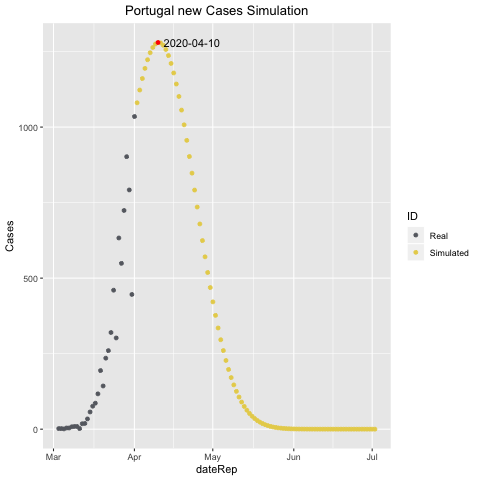 Portugal new Cases Simulation
2020-04-10
1000
500
0
Cases
Mar Apr May Jun Jul
dateRep
ID
Real
Simulated